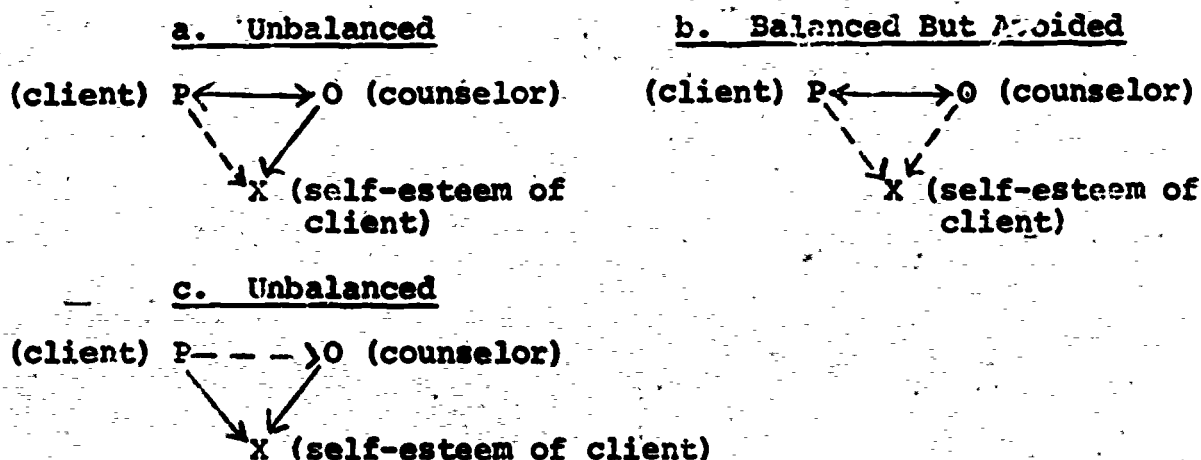 a. Unbalanced
b. Balanced But Avoided
(client) P O (counselor)
(client) P O (counselor)
X (self-esteem of
client)
X (self-esteem of
client)
c. Unbalanced
(client) P O (counselor)
X (self-esteem of client)